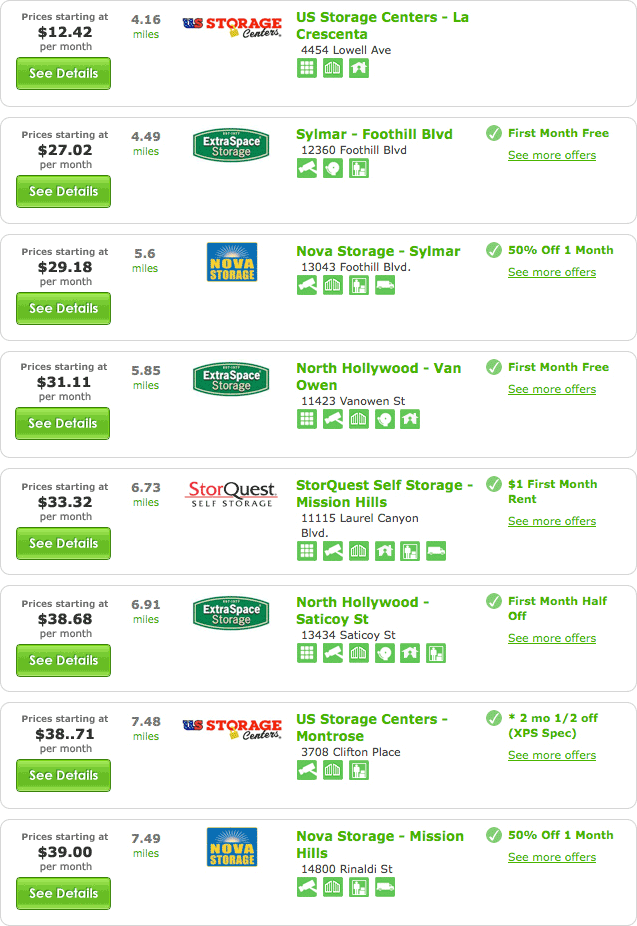 Prices starting at
$12.42
per month
See Details
4.16
miles
US STORAGE
Centers.
US Storage Centers - La
Crescenta
4454 Lowell Ave
Prices starting at
$27.02
per month
See Details
4.49
miles
EST 1977
ExtraSpace
Storage
Sylmar - Foothill Blvd
12360 Foothill Blvd
First Month Free
See more offers
Prices starting at
$29.18
per month
See Details
5.6
miles
NOVA
STORAGE
Nova Storage - Sylmar
13043 Foothill Blvd.
50% Off 1 Month
See more offers
Prices starting at
$31.11
per month
See Details
5.85
miles
EST 1977
ExtraSpace
Storage
North Hollywood - Van
Owen
11423 Vanowen St
First Month Free
See more offers
Prices starting at
$33.32
per month
See Details
6.73
miles
StorQuest
SELF STORAGE
StorQuest Self Storage -
Mission Hills
11115 Laurel Canyon
Blvd.
$1 First Month
Rent
See more offers
Prices starting at
$38.68
per month
See Details
6.91
miles
EST 1977
ExtraSpace
Storage
North Hollywood -
Saticoy St
13434 Saticoy St
First Month Half
Off
See more offers
Prices starting at
$38..71
per month
See Details
7.48
miles
US STORAGE
Centers.
US Storage Centers -
Montrose
3708 Clifton Place
* 2 mo 1/2 off
(XPS Spec)
See more offers
Prices starting at
$39.00
per month
See Details
7.49
miles
NOVA
STORAGE
Nova Storage - Mission
Hills
14800 Rinaldi St
50% Off 1 Month
See more offers